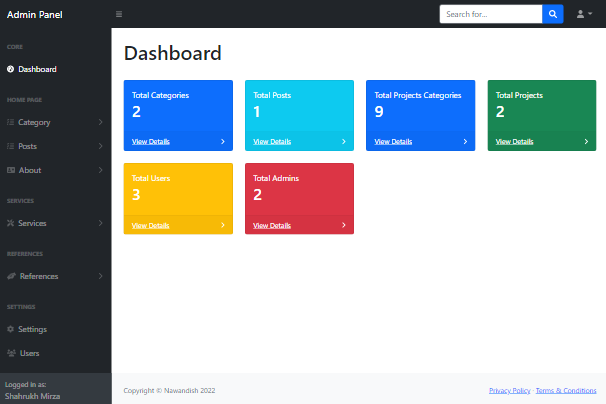 Admin Panel
Search for...
CORE
Dashboard
HOME PAGE
Category
Posts
About
SERVICES
Services
REFERENCES
References
SETTINGS
Settings
Users
Logged in as:
Shahrukh Mirza
Dashboard
Total Categories
2
View Details
Total Posts
1
View Details
Total Projects Categories
9
View Details
Total Projects
2
View Details
Total Users
3
View Details
Total Admins
2
View Details
Copyright © Nawandish 2022
Privacy Policy · Terms & Conditions